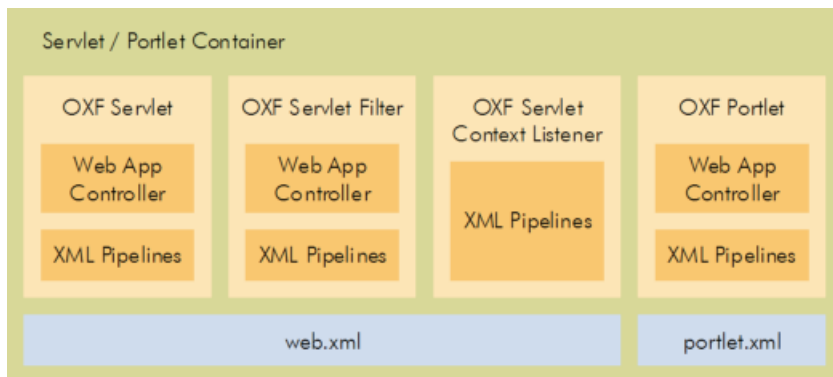 Servlet / Portlet Container
OXF Servlet
Web App
Controller
XML Pipelines
OXF Servlet Filter
Web App
Controller
XML Pipelines
OXF Servlet
Context Listener
XML Pipelines
OXF Portlet
Web App
Controller
XML Pipelines
web.xml
portlet.xml